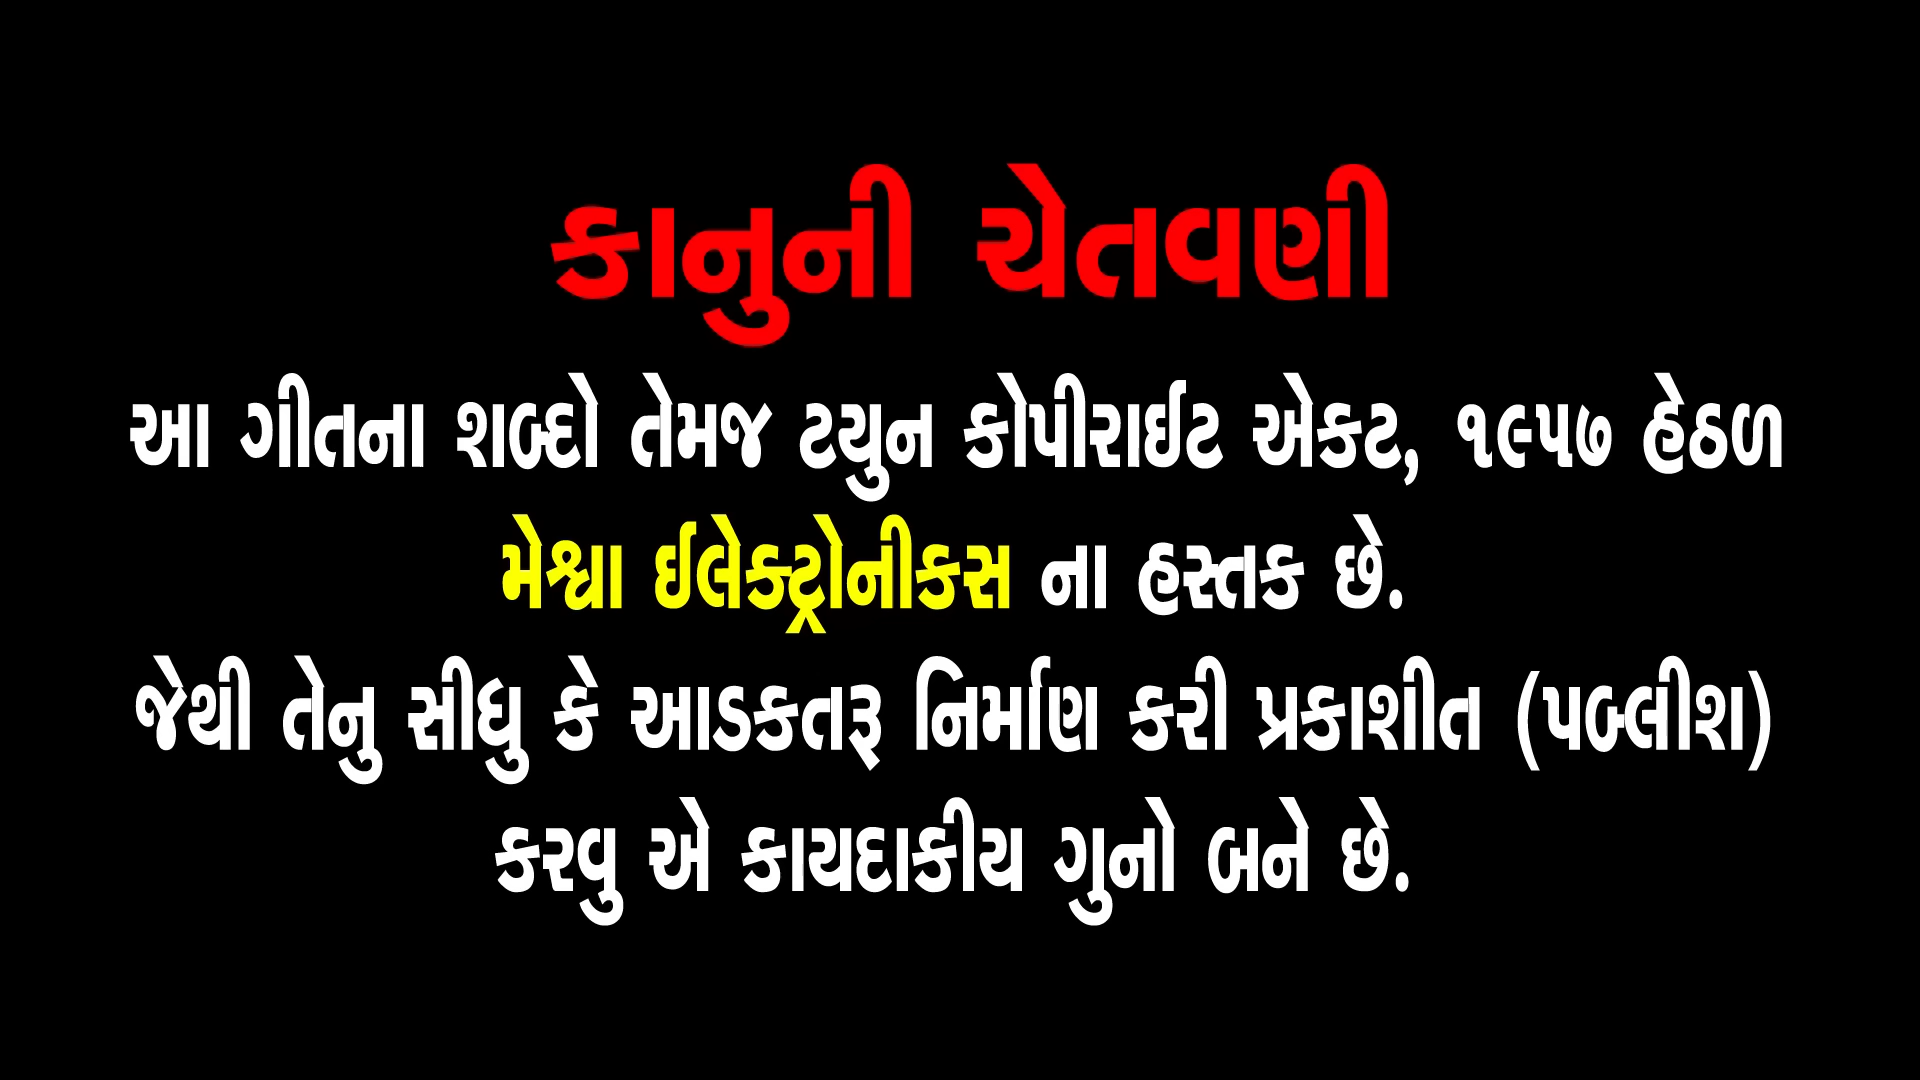 કાનુની ચેતવણી
આ ગીતના શબ્દો તેમજ ટયુન કોપીરાઈટ એકટ, ૧૯૫૭ હેઠળ
મેશ્વા ઈલેક્ટ્રોનીકસ ના હસ્તક છે.
જેથી તેનુ સીધુ કે આડકતરૂ નિર્માણ કરી પ્રકાશીત (પબ્લીશ)
કરવુ એ કાયદાકીય ગુનો બને છે.